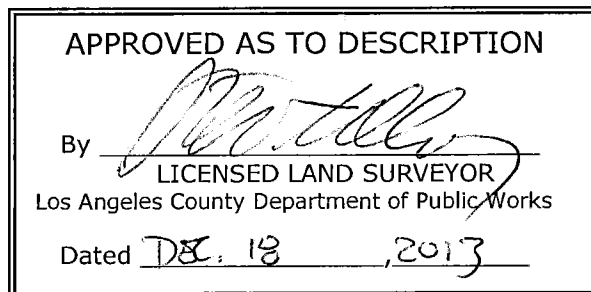 APPROVED AS TO DESCRIPTION
By
LICENSED LAND SURVEYOR
Los Angeles County Department of Public Works
Dated DEC. 18, 2013